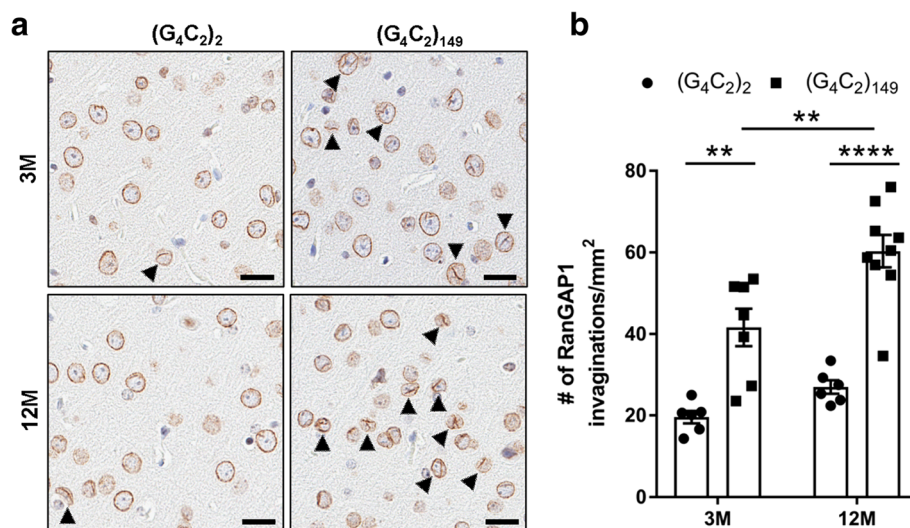 a
(G₄C₂)₂
(G₄C₂)₁₄₉
3M
12M
b
● (G₄C₂)₂ ■ (G₄C₂)₁₄₉
**
** ****
# of RanGAP1
invaginations/mm²
80
60
40
20
0
3M 12M